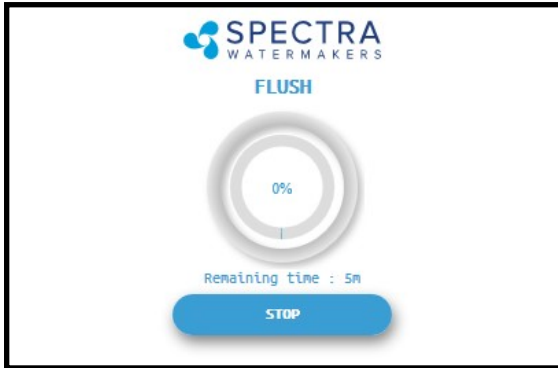 SPECTRA
WATERMAKERS
FLUSH
0%
Remaining time : 5m
STOP